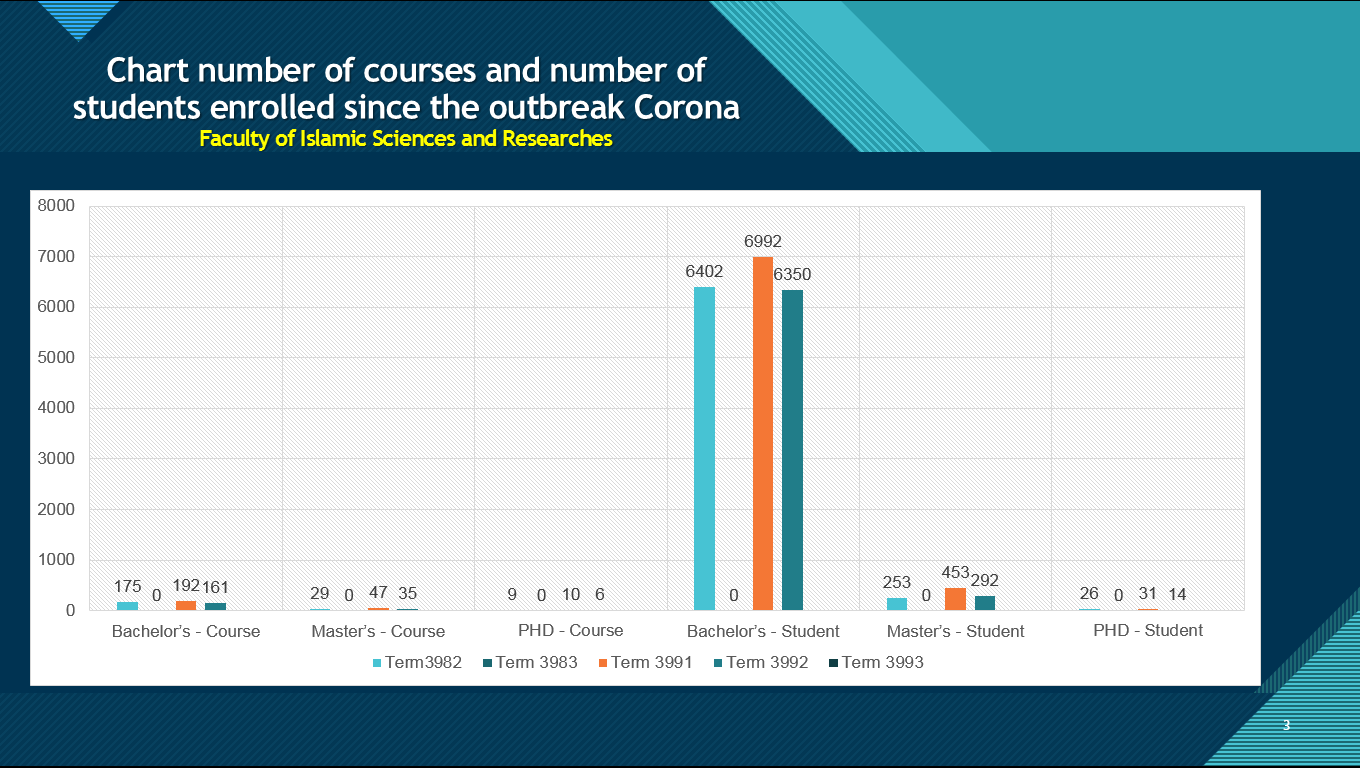 Chart number of courses and number of
students enrolled since the outbreak Corona
Faculty of Islamic Sciences and Researches
8000
7000
6000
5000
4000
3000
2000
1000
0
175 0 192 161
29 0 47 35
9 0 10 6
6402 0 6992 6350
253 0 453 292
26 0 31 14
Bachelor’s - Course Master’s - Course PHD - Course Bachelor’s - Student Master’s - Student PHD - Student
Term3982 Term 3983 Term 3991 Term 3992 Term 3993
3